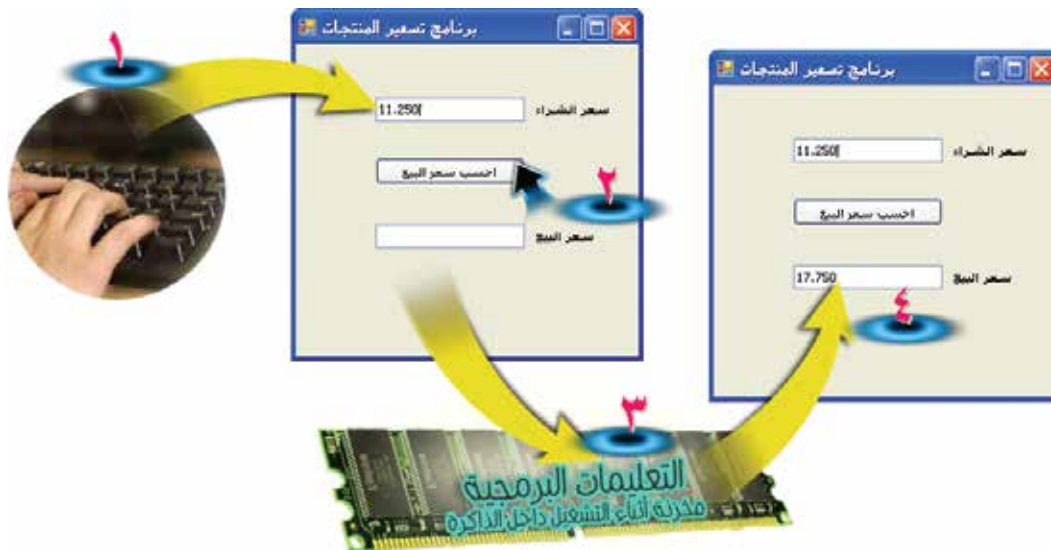 ١
برنامج تسعير المنتجات
11.250
سعر الشراء
احسب سعر البيع
٢
سعر البيع
٣
التعليمات البرمجية
مخزنة أثناء التشغيل داخل الذاكرة
برنامج تسعير المنتجات
11.250
سعر الشراء
احسب سعر البيع
17.750
سعر البيع
٤